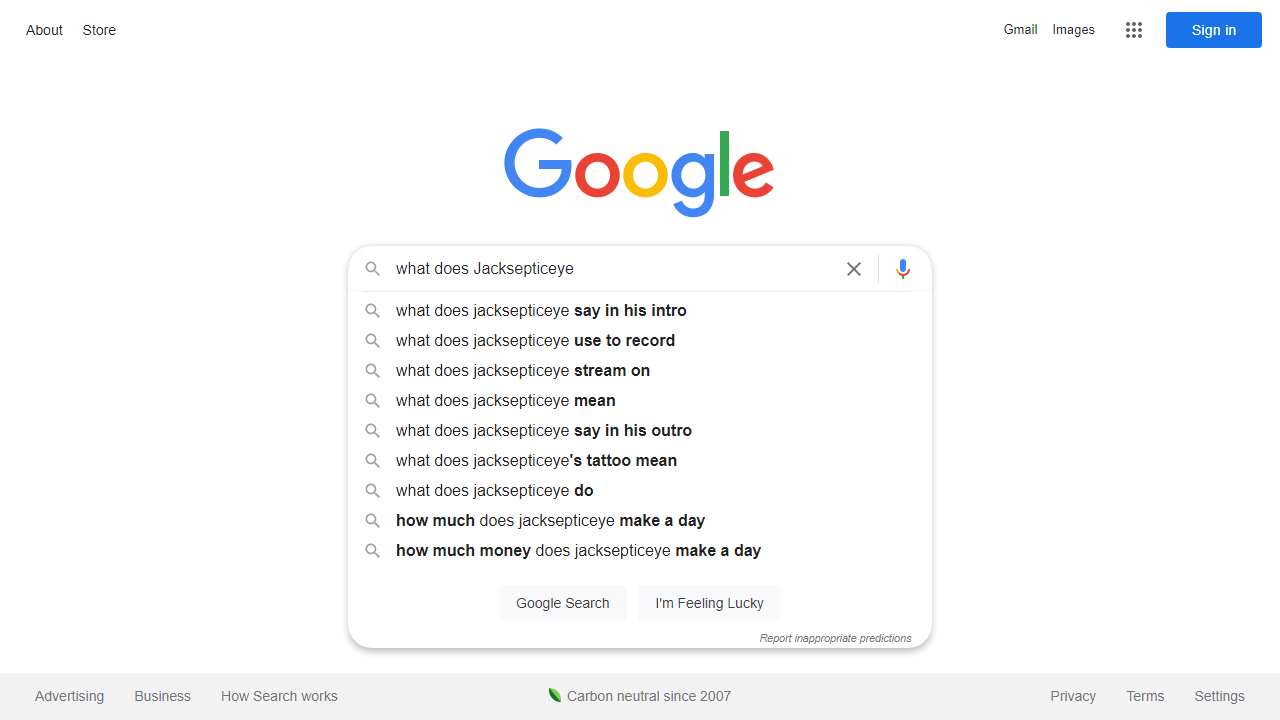 About Store Gmail Images Sign in
Google
what does Jacksepticeye
what does jacksepticeye say in his intro
what does jacksepticeye use to record
what does jacksepticeye stream on
what does jacksepticeye mean
what does jacksepticeye say in his outro
what does jacksepticeye's tattoo mean
what does jacksepticeye do
how much does jacksepticeye make a day
how much money does jacksepticeye make a day
Google Search I'm Feeling Lucky
Report inappropriate predictions
Advertising Business How Search works Carbon neutral since 2007 Privacy Terms Settings